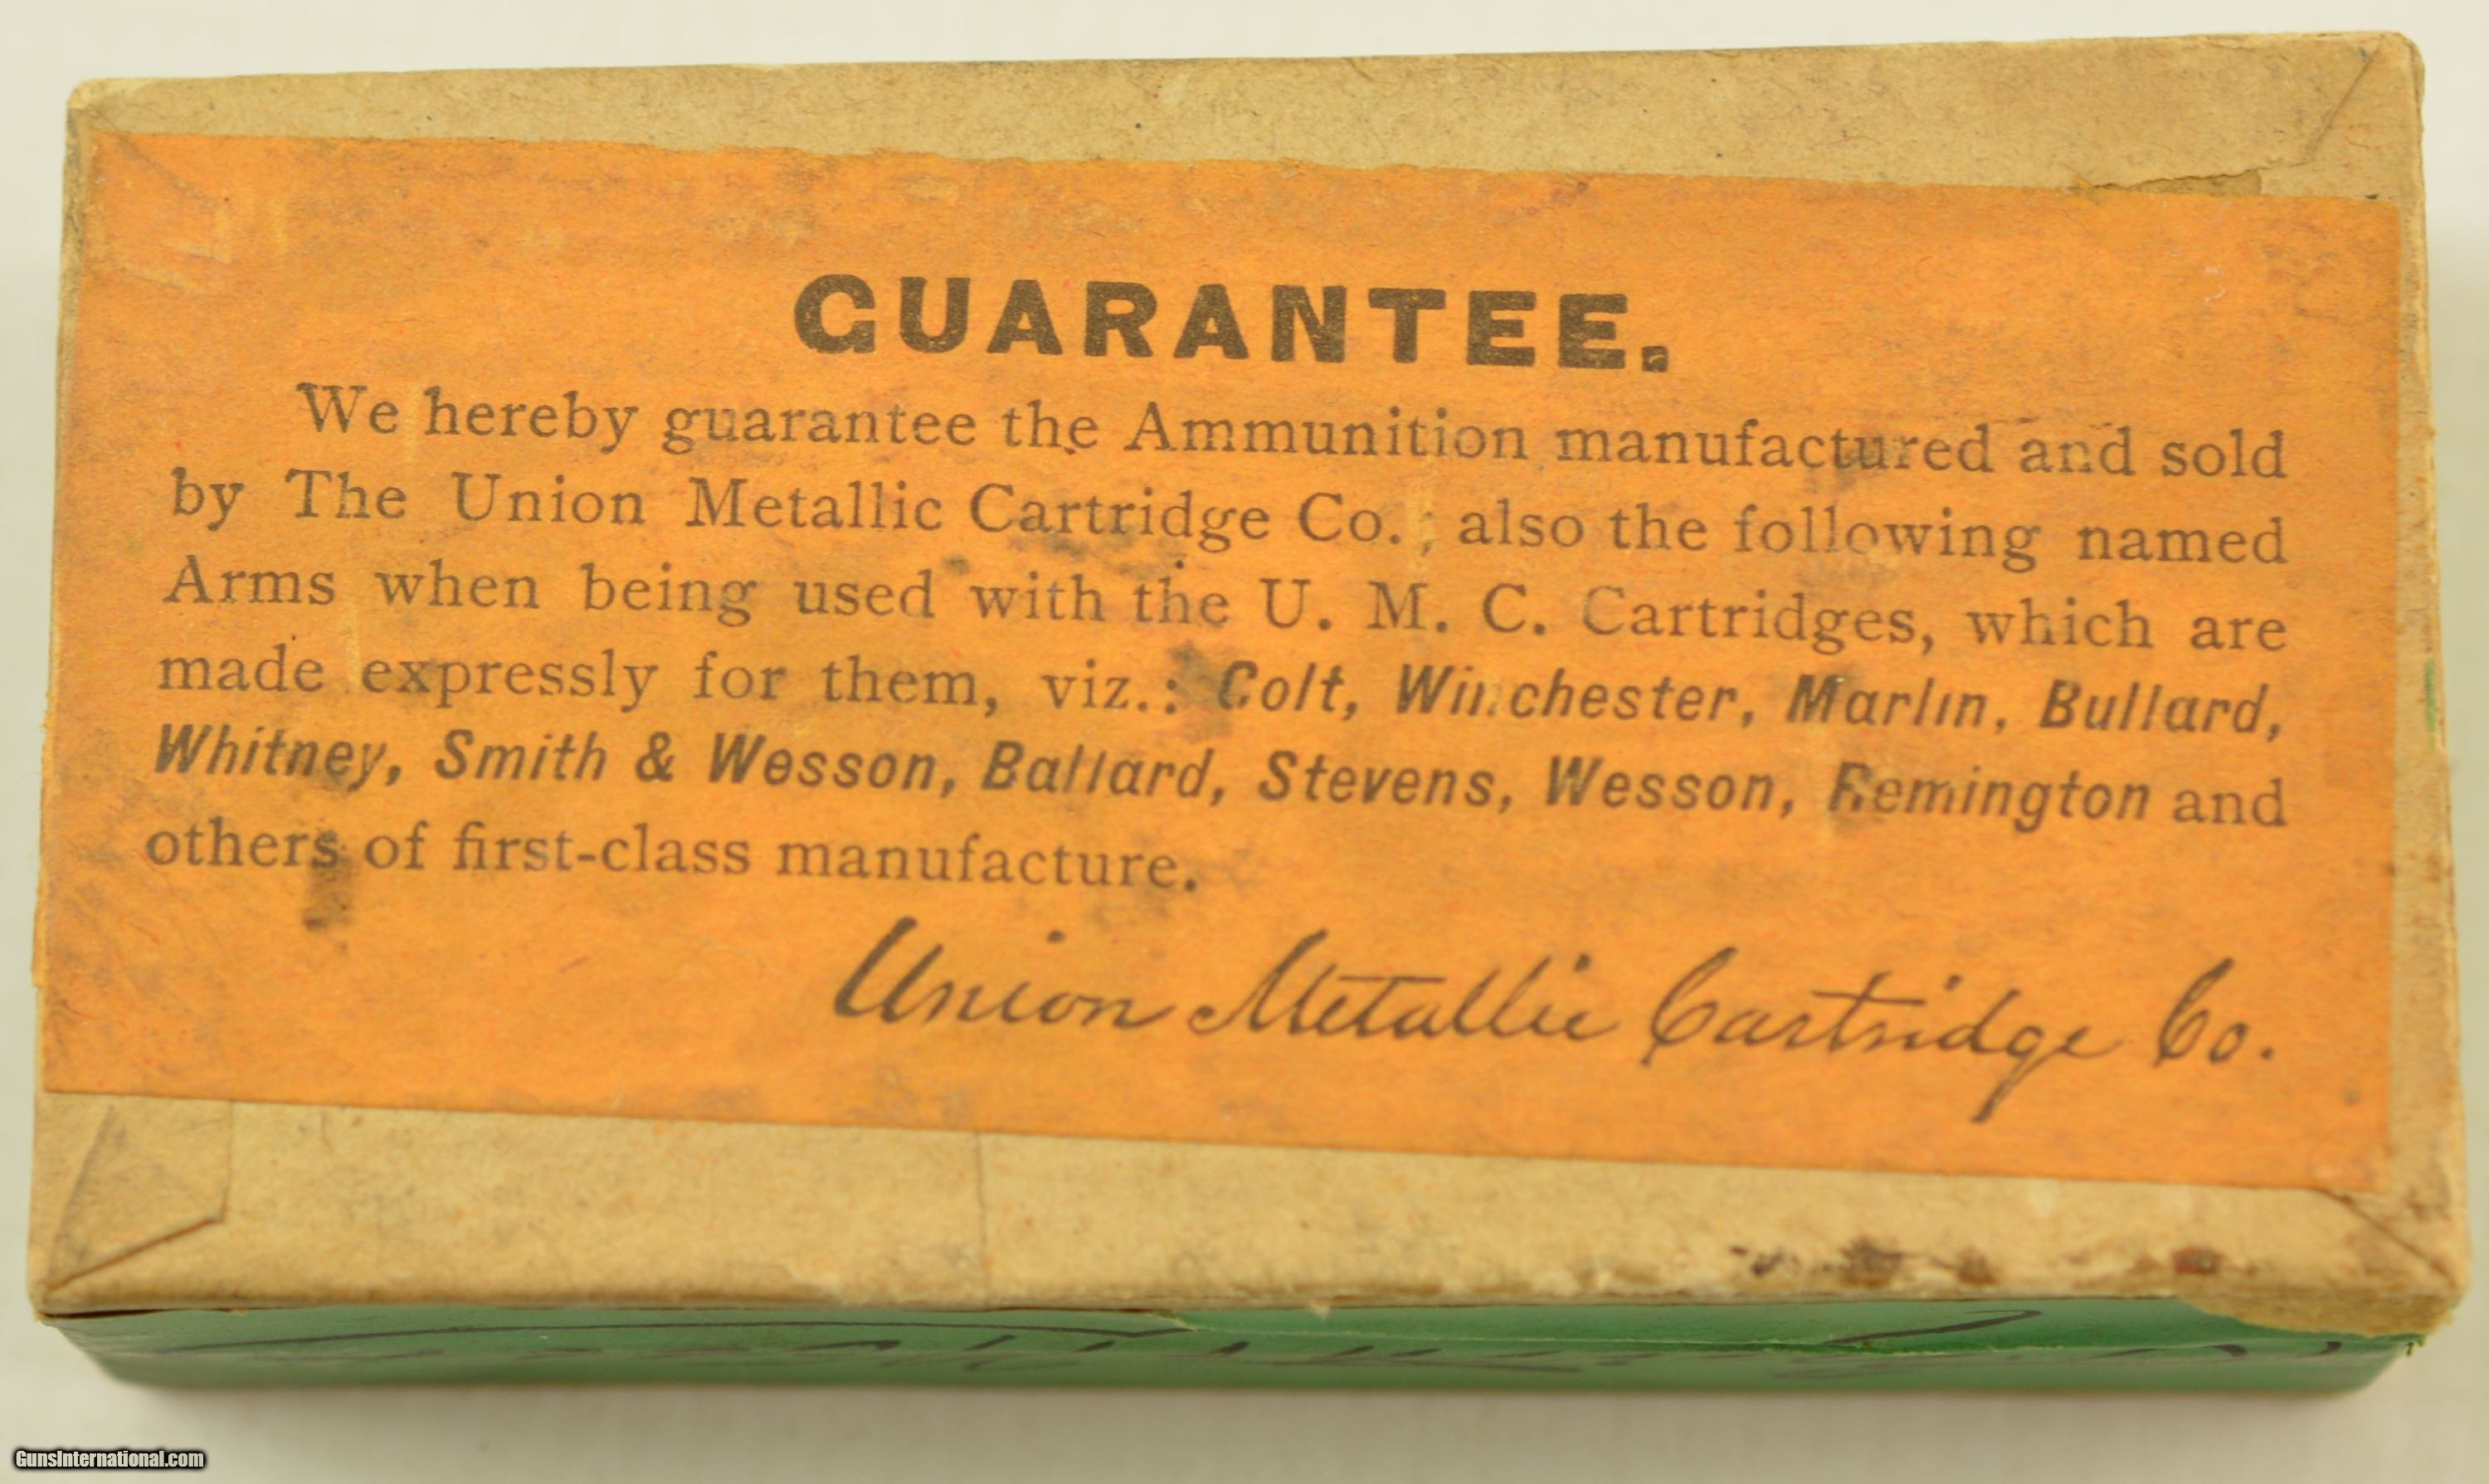 GUARANTEE.
We hereby guarantee the Ammunition manufactured and sold
by The Union Metallic Cartridge Co.; also the following named
Arms when being used with the U. M. C. Cartridges, which are
made expressly for them, viz.: Colt, Winchester, Marlin, Bullard,
Whitney, Smith & Wesson, Ballard, Stevens, Wesson, Remington and
others of first-class manufacture.
Union Metallic Cartridge Co.
GunsInternational.com